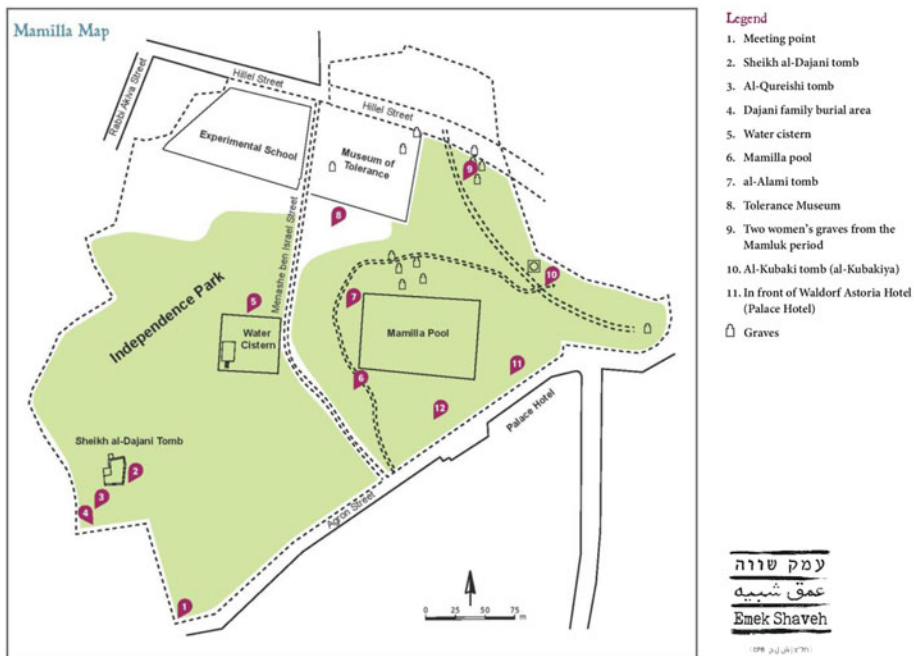 Mamilla Map
Rabbi Akiva Street
Hillel Street
Hillel Street
Experimental School
Museum of
Tolerance
Menashe ben Israel Street
9
8
10
7
5
Independence Park
Water
Cistern
Mamilla Pool
6
11
12
Palace Hotel
Sheikh al-Dajani Tomb
2
3
4
Agron Street
1
0 25 50 75
m
Legend
1. Meeting point
2. Sheikh al-Dajani tomb
3. Al-Qureishi tomb
4. Dajani family burial area
5. Water cistern
6. Mamilla pool
7. al-Alami tomb
8. Tolerance Museum
9. Two women's graves from the
Mamluk period
10. Al-Kubaki tomb (al-Kubakiya)
11. In front of Waldorf Astoria Hotel
(Palace Hotel)
Graves
עמק שווה
عمق شبيه
Emek Shaveh